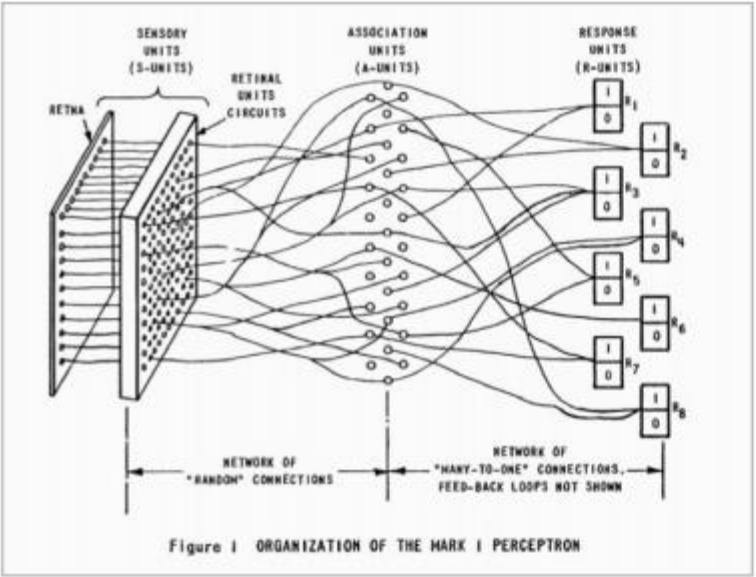 SENSORY
UNITS
(S-UNITS)
ASSOCIATION
UNITS
(A-UNITS)
RESPONSE
UNITS
(R-UNITS)
RETINAL
UNITS
CIRCUITS
RETNA
1
0
R1
1
0
R2
1
0
R3
1
0
R4
1
0
R5
1
0
R6
1
0
R7
1
0
R8
NETWORK OF
"RANDOM" CONNECTIONS
NETWORK OF
"MANY-TO-ONE" CONNECTIONS,
FEED-BACK LOOPS NOT SHOWN
Figure 1 ORGANIZATION OF THE MARK 1 PERCEPTRON